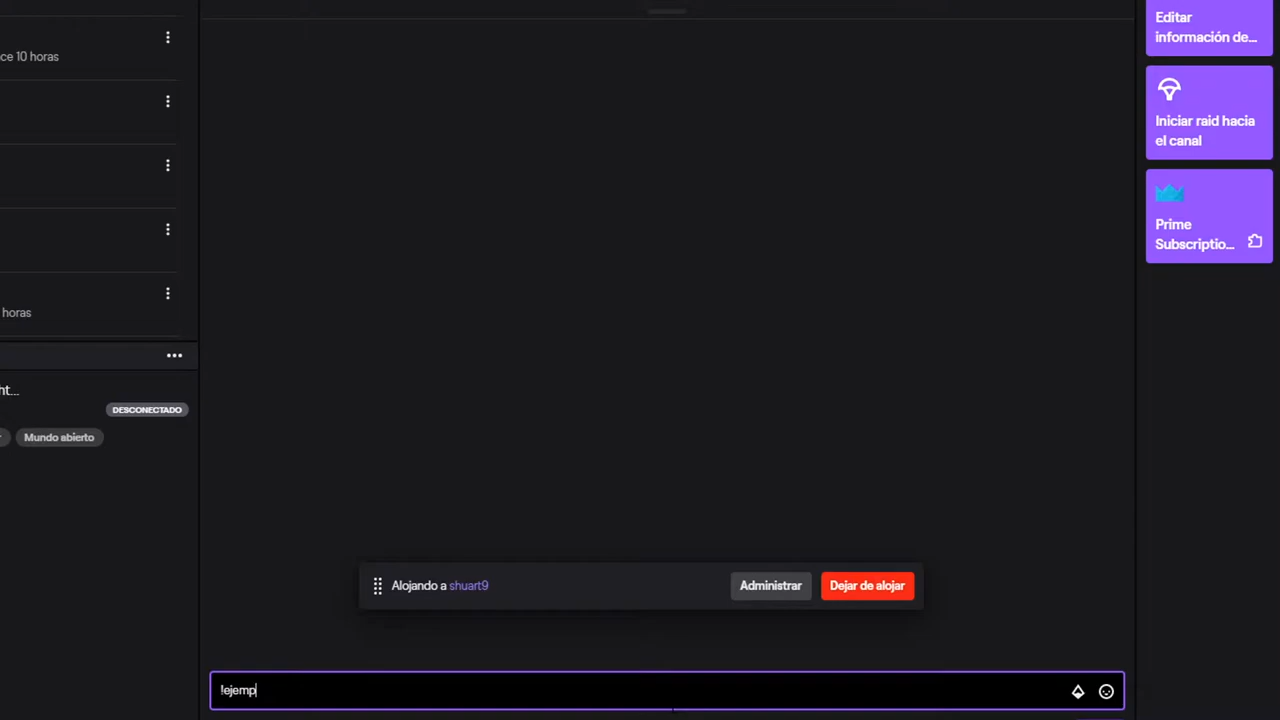 ce 10 horas
horas
ht...
DESCONECTADO
Mundo abierto
Alojando a shuart9
Administrar
Dejar de alojar
!ejemp
Editar
información de...
Iniciar raid hacia
el canal
Prime
Subscriptio...